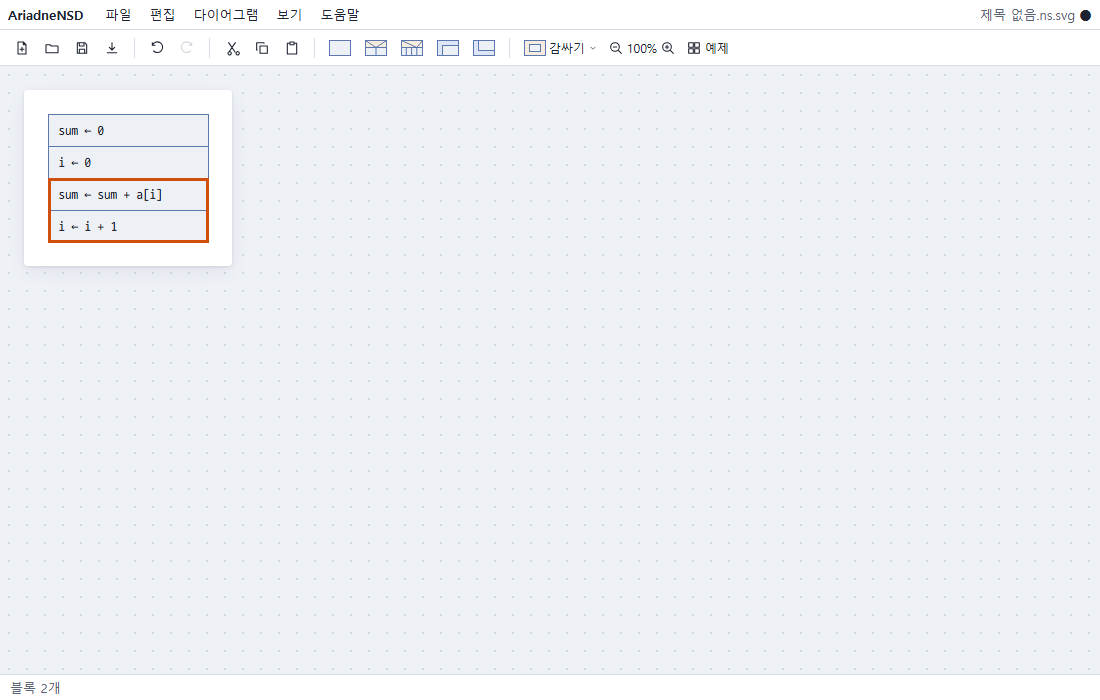 AriadneNSD 파일 편집 다이어그램 보기 도움말 제목 없음.ns.svg
감싸기 100% 예제
sum ← 0
i ← 0
sum ← sum + a[i]
i ← i + 1
블록 2개